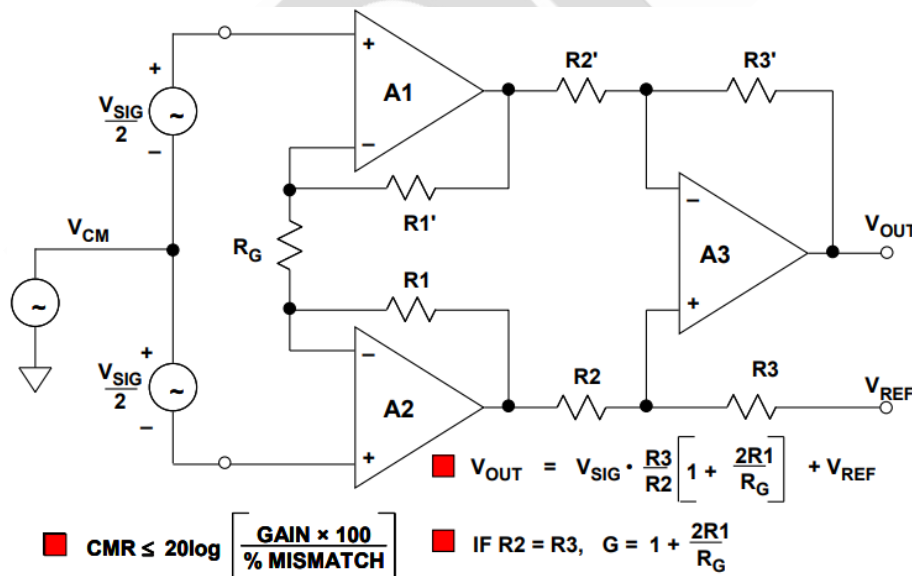 +
A1
–
R2'
R3'
+
V_SIG
2
~
–
R1'
V_CM
R_G
–
A3
+
V_OUT
~
R1
+
V_SIG
2
~
–
–
A2
+
R2
R3
V_REF
V_OUT = V_SIG • R3/R2 [1 + 2R1/R_G] + V_REF
CMR ≤ 20log [GAIN × 100 / % MISMATCH]
IF R2 = R3, G = 1 + 2R1/R_G